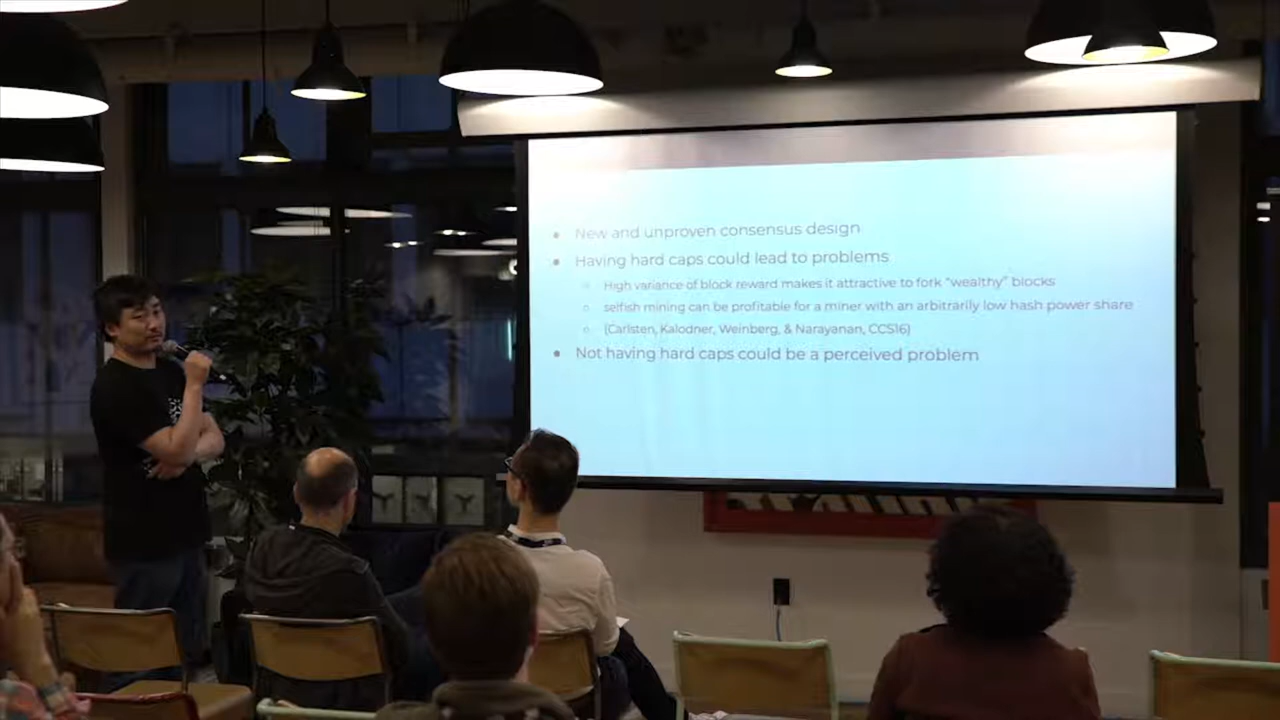 New and unproven consensus design
Having hard caps could lead to problems
High variance of block reward makes it attractive to fork "wealthy" blocks
selfish mining can be profitable for a miner with an arbitrarily low hash power share
(Carlsten, Kalodner, Weinberg, & Narayanan, CCS16)
Not having hard caps could be a perceived problem